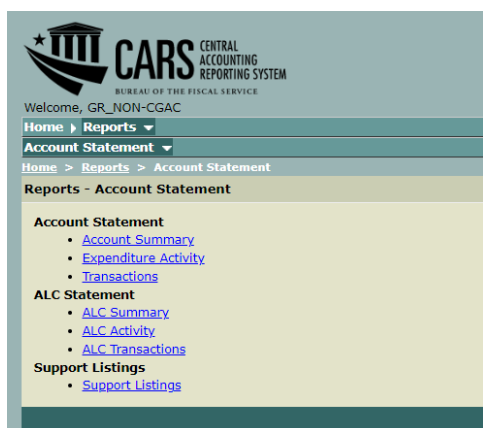 CARS CENTRAL
ACCOUNTING
REPORTING SYSTEM
BUREAU OF THE FISCAL SERVICE
Welcome, GR_NON-CGAC
Home Reports
Account Statement
Home > Reports > Account Statement
Reports - Account Statement
Account Statement
• Account Summary
• Expenditure Activity
• Transactions
ALC Statement
• ALC Summary
• ALC Activity
• ALC Transactions
Support Listings
• Support Listings